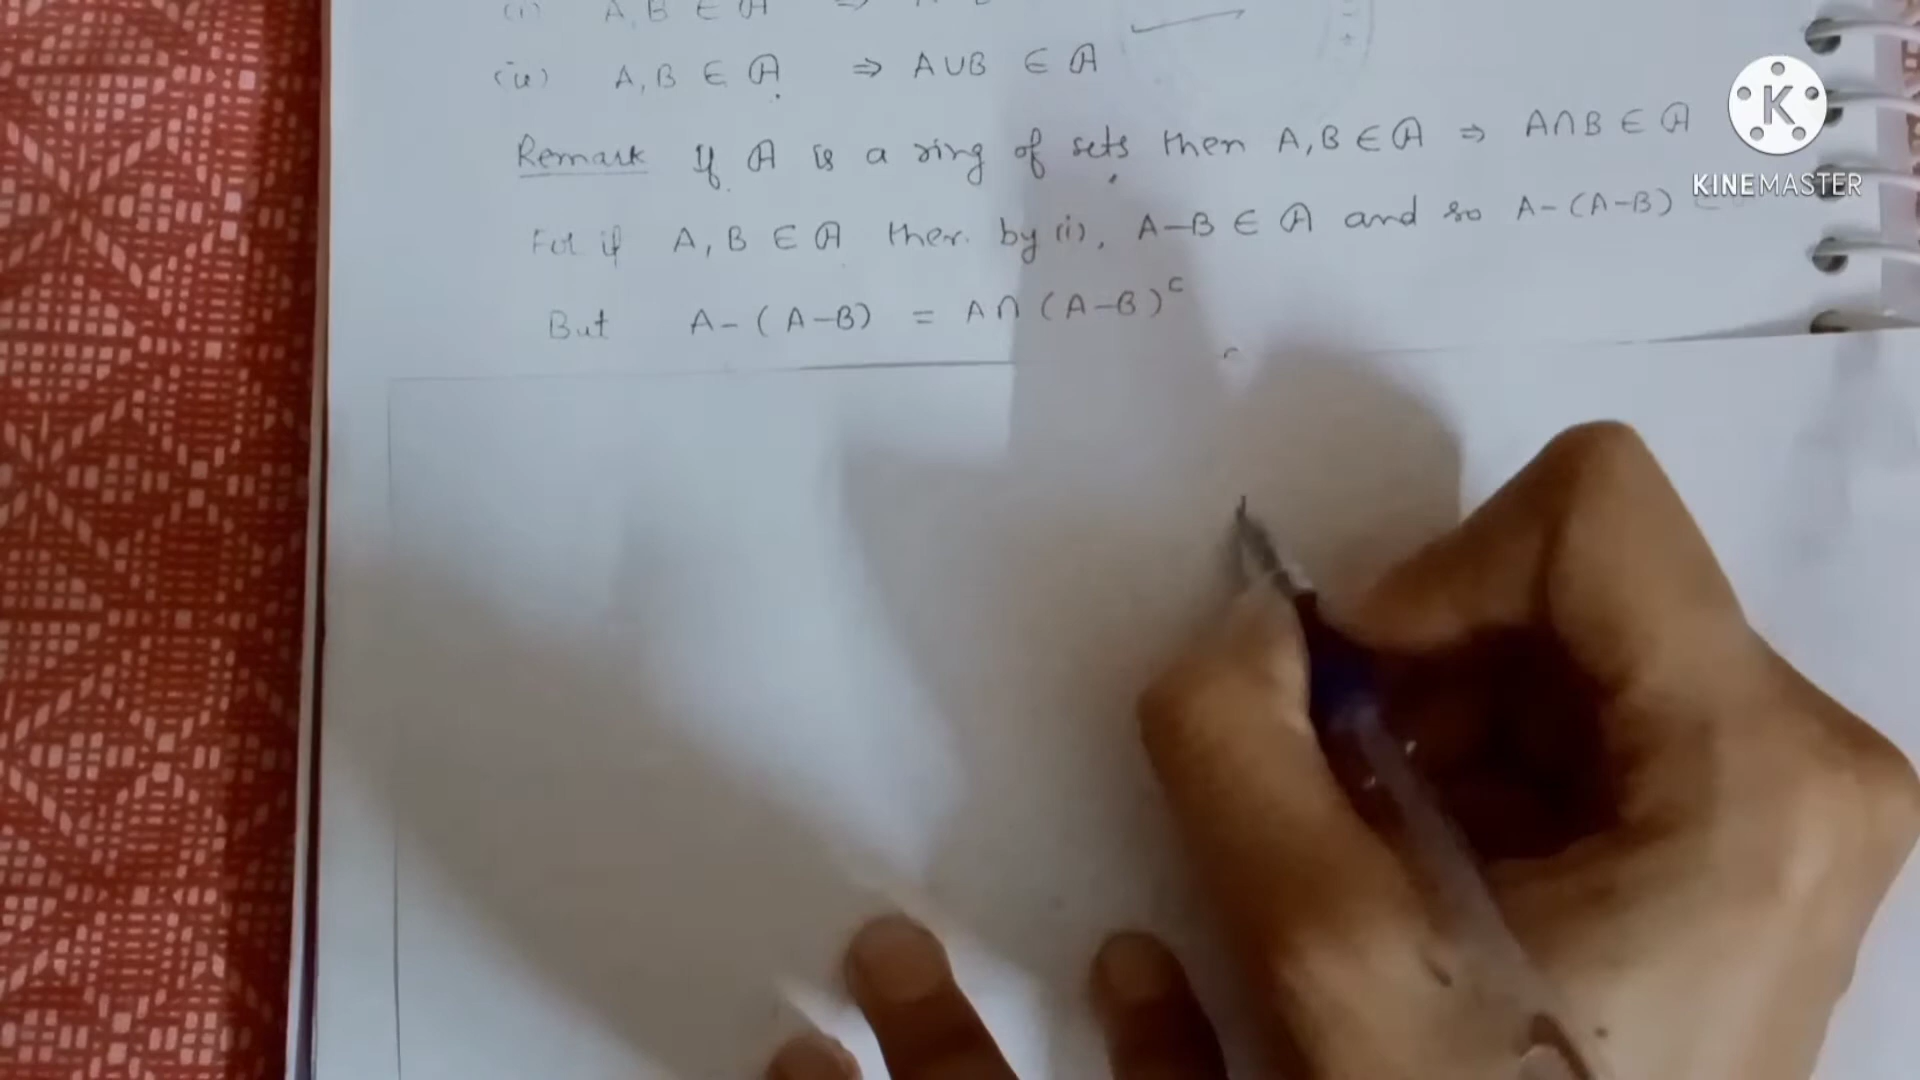 (i) A, B ∈ A ⇒
(ii) A, B ∈ A ⇒ A∪B ∈ A
Remark If A is a ring of sets then A, B ∈ A ⇒ A∩B ∈ A
For if A, B ∈ A then by (i), A-B ∈ A and so A-(A-B)
But A-(A-B) = A∩(A-B)ᶜ
K
KINEMASTER